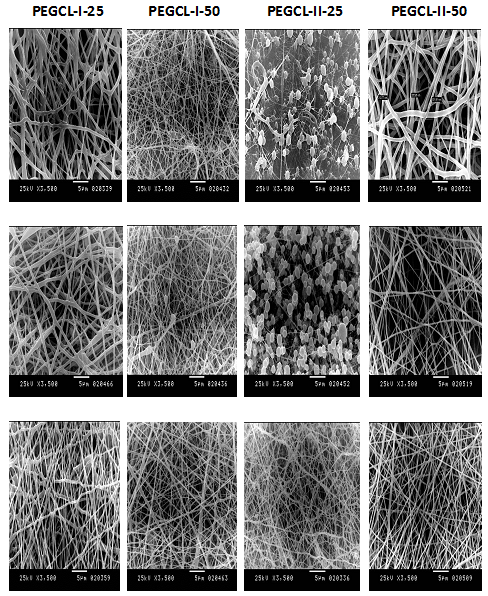 PEGCL-I-25 PEGCL-I-50 PEGCL-II-25 PEGCL-II-50
25kV X3,500 5μm 020339 25kV X3,500 5μm 020432 25kV X3,500 5μm 020453 25kV X3,500 5μm 020521
25kV X3,500 5μm 020466 25kV X3,500 5μm 020436 25kV X3,500 5μm 020452 25kV X3,500 5μm 020519
25kV X3,500 5μm 020359 25kV X3,500 5μm 020463 25kV X3,500 5μm 020336 25kV X3,500 5μm 020509